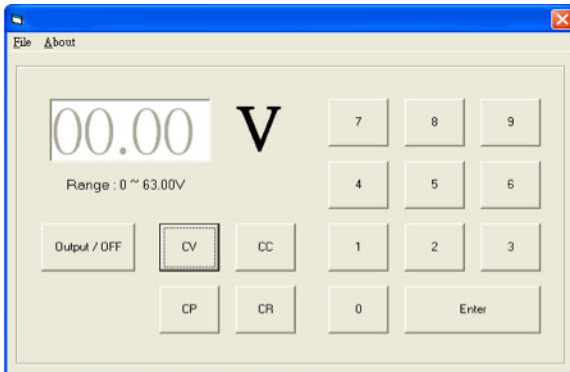 File About
00.00 V
Range : 0 ~ 63.00V
7 8 9
4 5 6
Output / OFF CV CC 1 2 3
CP CR 0 Enter